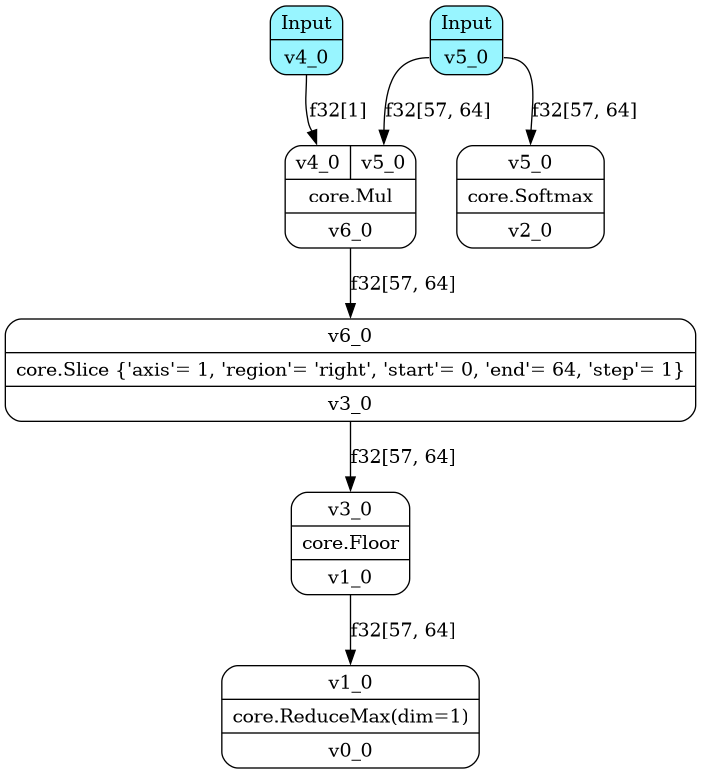 Input
v4_0
Input
v5_0
f32[1]
f32[57, 64]
f32[57, 64]
v4_0
v5_0
core.Mul
v6_0
v5_0
core.Softmax
v2_0
f32[57, 64]
v6_0
core.Slice {'axis'= 1, 'region'= 'right', 'start'= 0, 'end'= 64, 'step'= 1}
v3_0
f32[57, 64]
v3_0
core.Floor
v1_0
f32[57, 64]
v1_0
core.ReduceMax(dim=1)
v0_0